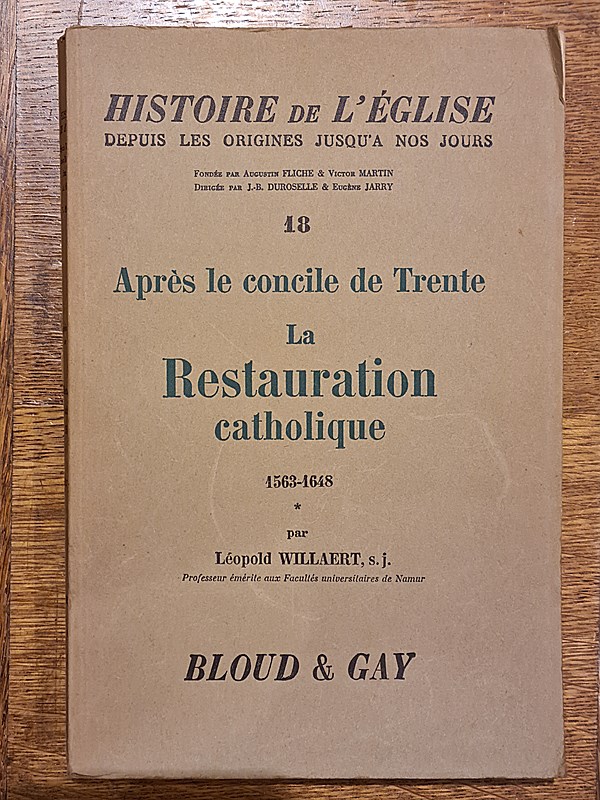 HISTOIRE DE L'ÉGLISE
DEPUIS LES ORIGINES JUSQU'A NOS JOURS
Fondée par Augustin FLICHE & Victor MARTIN
Dirigée par J.-B. DUROSELLE & Eugène JARRY
18
Après le concile de Trente
La
Restauration
catholique
1563-1648
*
par
Léopold WILLAERT, s. j.
Professeur émérite aux Facultés universitaires de Namur
BLOUD & GAY